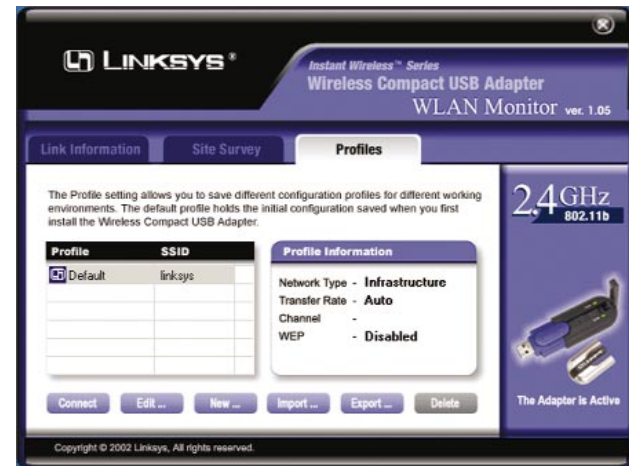 LINKSYS®
Instant Wireless™ Series
Wireless Compact USB Adapter
WLAN Monitor ver. 1.05
Link Information
Site Survey
Profiles
The Profile setting allows you to save different configuration profiles for different working
environments. The default profile holds the initial configuration saved when you first
install the Wireless Compact USB Adapter.
Profile SSID
Default linksys
Profile Information
Network Type - Infrastructure
Transfer Rate - Auto
Channel -
WEP - Disabled
Connect
Edit ...
New ...
Import ...
Export ...
Delete
2,4GHz
802.11b
The Adapter is Active
Copyright © 2002 Linksys, All rights reserved.